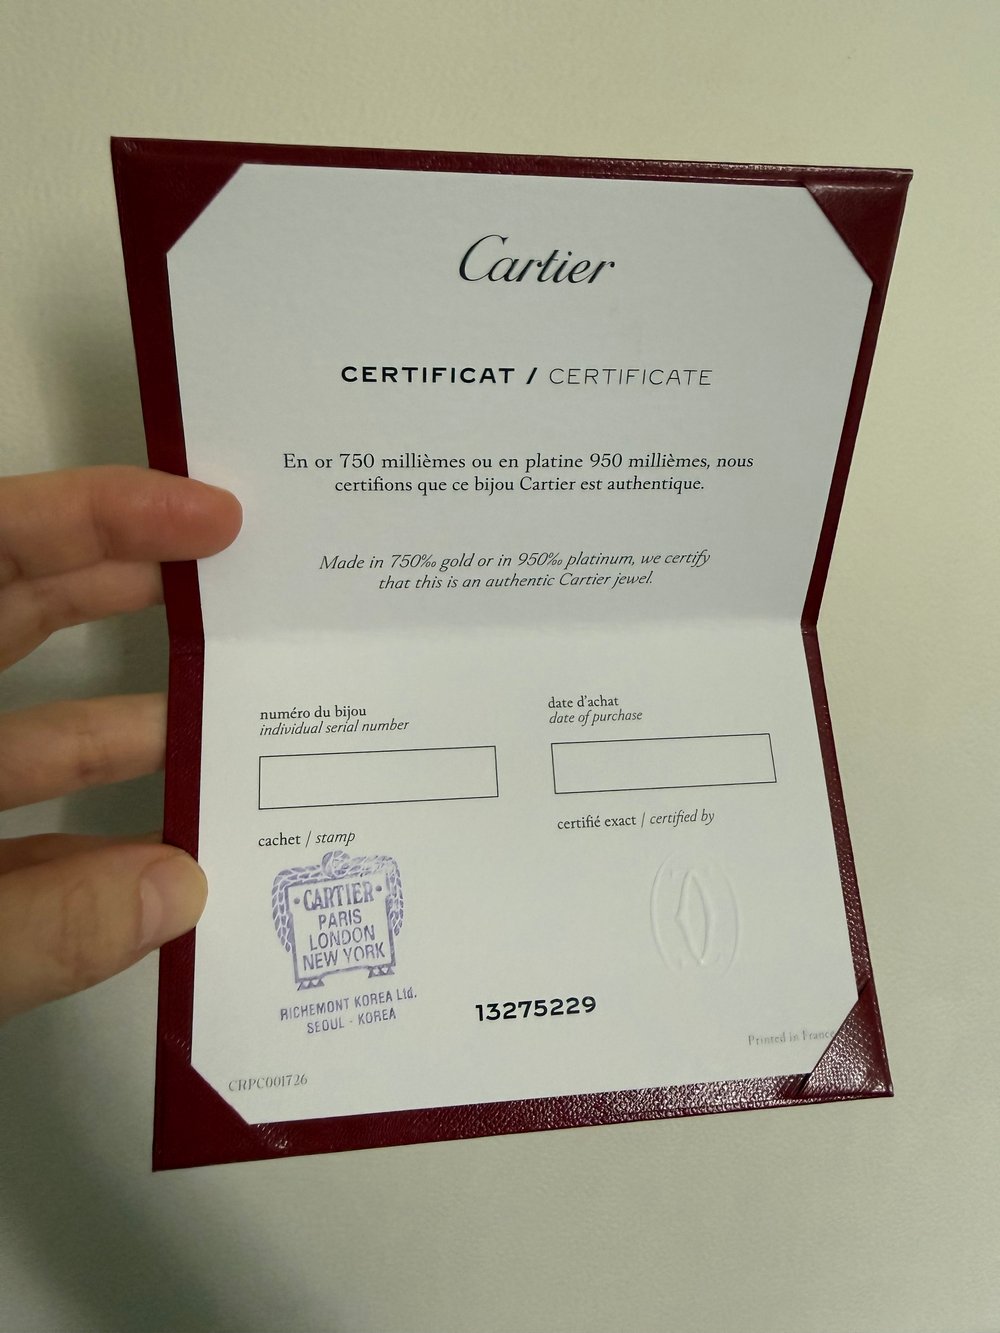 Cartier
CERTIFICAT / CERTIFICATE
En or 750 millièmes ou en platine 950 millièmes, nous
certifions que ce bijou Cartier est authentique.
Made in 750‰ gold or in 950‰ platinum, we certify
that this is an authentic Cartier jewel.
numéro du bijou
individual serial number
date d'achat
date of purchase
cachet / stamp
certifié exact / certified by
CARTIER
PARIS
LONDON
NEW YORK
RICHEMONT KOREA Ltd.
SEOUL - KOREA
13275229
Printed in France
CRPC001726